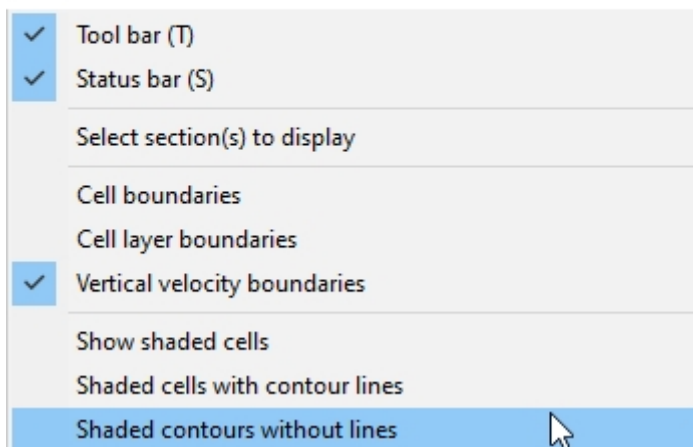 Tool bar (T)
Status bar (S)
Select section(s) to display
Cell boundaries
Cell layer boundaries
Vertical velocity boundaries
Show shaded cells
Shaded cells with contour lines
Shaded contours without lines